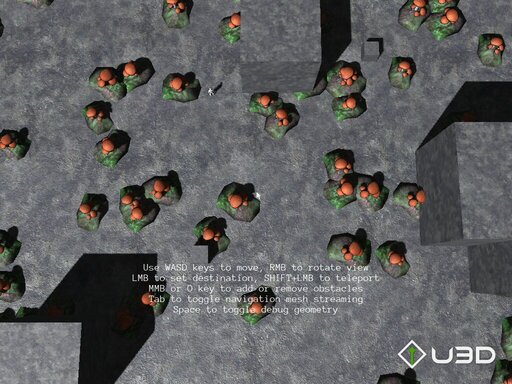 Use WASD keys to move, RMB to rotate view
LMB to set destination, SHIFT+LMB to teleport
MMB or O key to add or remove obstacles
Tab to toggle navigation mesh streaming
Space to toggle debug geometry
U3D